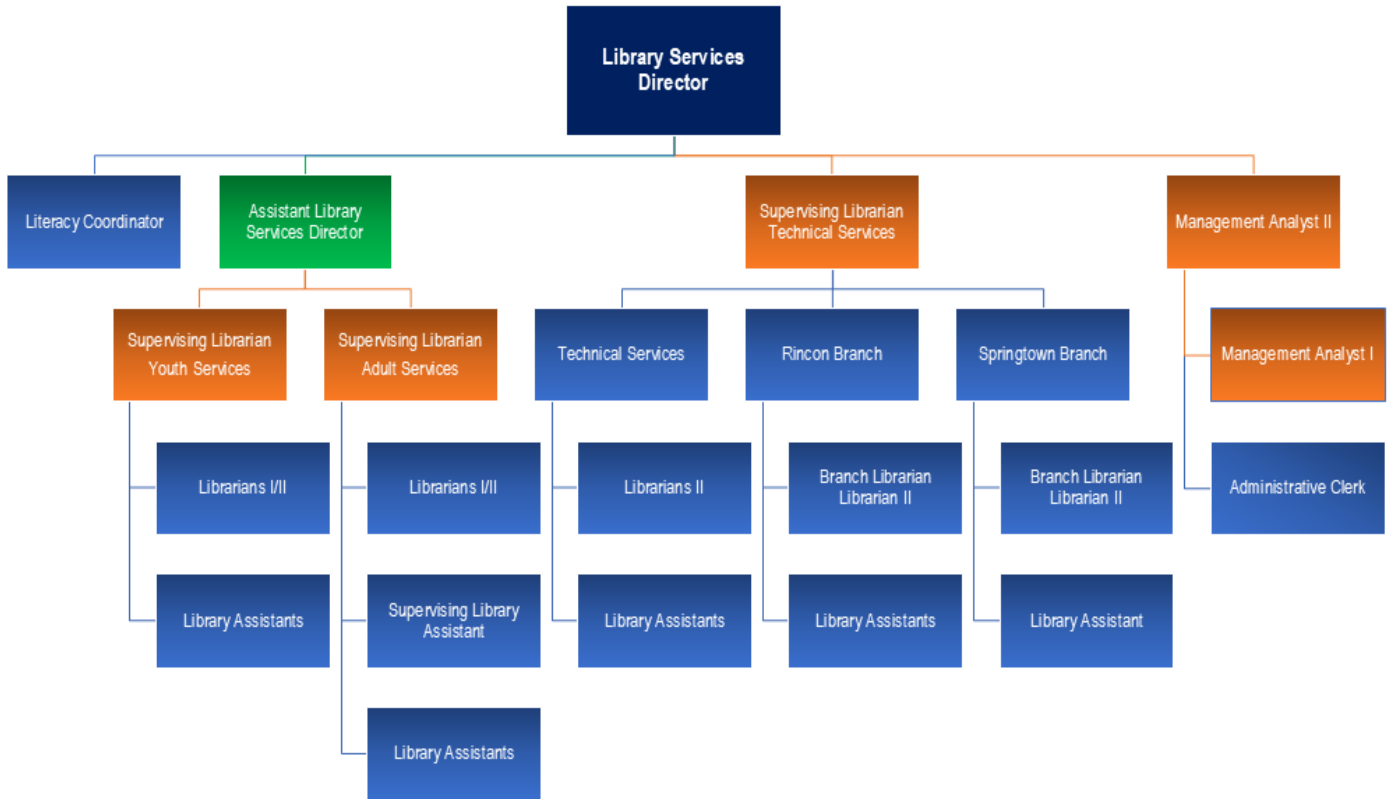 Library Services
Director
Literacy Coordinator
Assistant Library
Services Director
Supervising Librarian
Technical Services
Management Analyst II
Supervising Librarian
Youth Services
Supervising Librarian
Adult Services
Technical Services
Rincon Branch
Springtown Branch
Management Analyst I
Librarians I/II
Librarians I/II
Librarians II
Branch Librarian
Librarian II
Branch Librarian
Librarian II
Administrative Clerk
Library Assistants
Supervising Library
Assistant
Library Assistants
Library Assistants
Library Assistant
Library Assistants